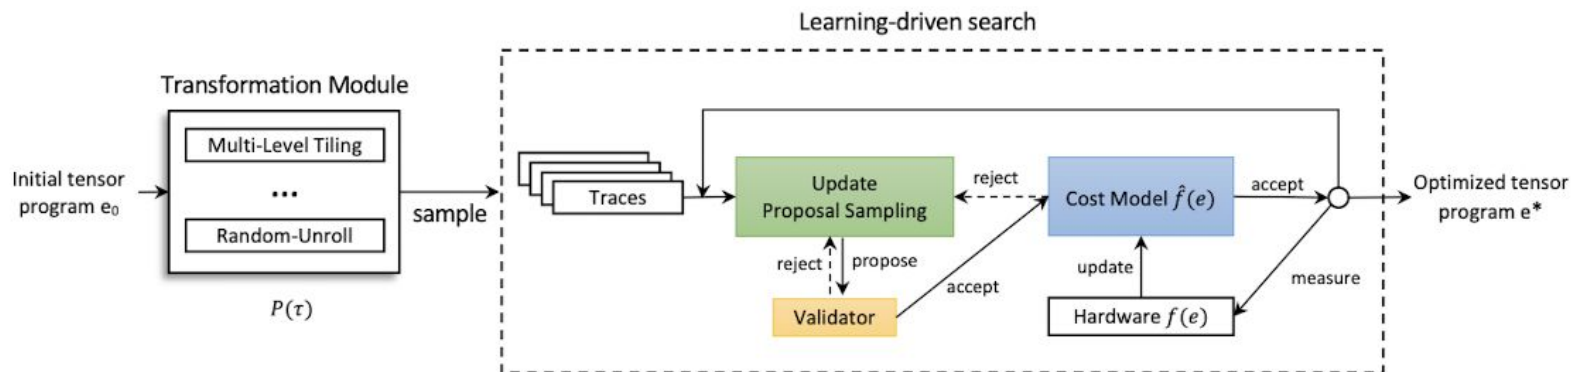 Learning-driven search
Transformation Module
Multi-Level Tiling
...
Random-Unroll
P(τ)
Initial tensor
program e₀
sample
Traces
Update
Proposal Sampling
reject
propose
Validator
accept
reject
Cost Model f̂(e)
accept
update
Hardware f(e)
measure
Optimized tensor
program e*